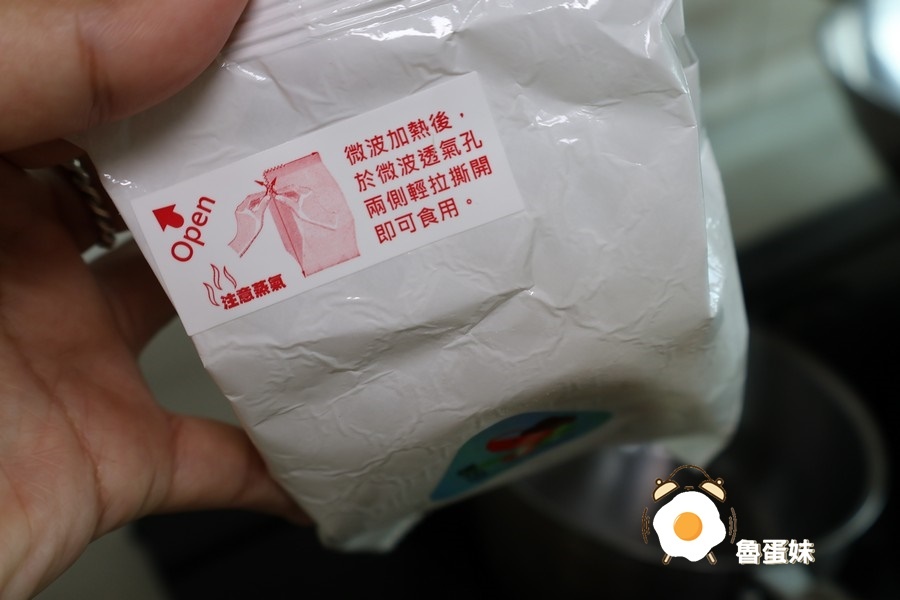 微波加熱後，
於微波透氣孔
兩側輕拉撕開
即可食用。
Open
注意蒸氣
魯蛋妹